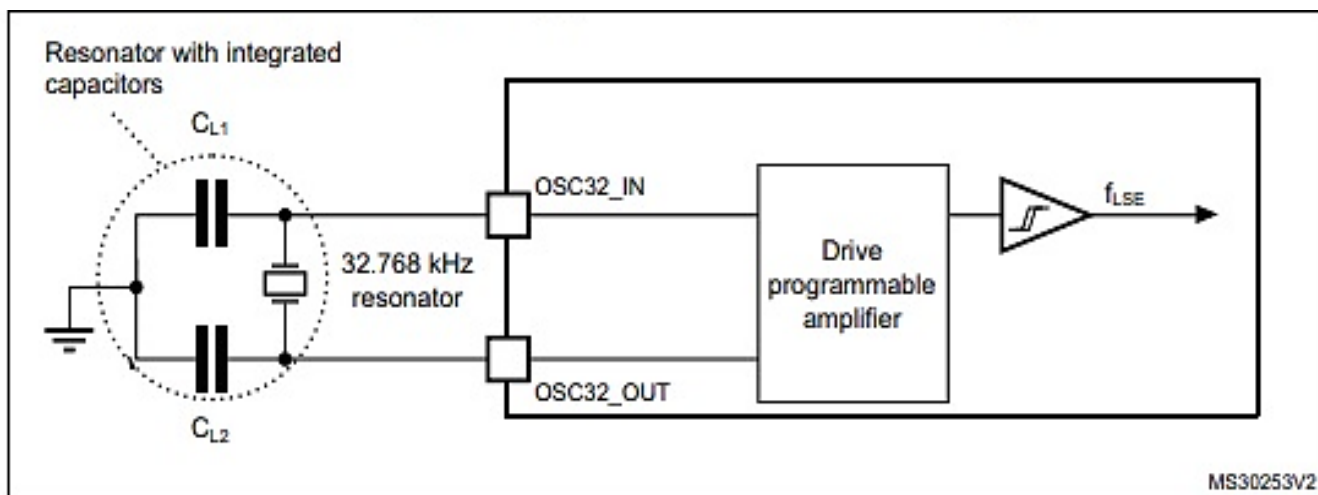 Resonator with integrated
capacitors
CL1
OSC32_IN
fLSE
32.768 kHz
resonator
Drive
programmable
amplifier
OSC32_OUT
CL2
MS30253V2